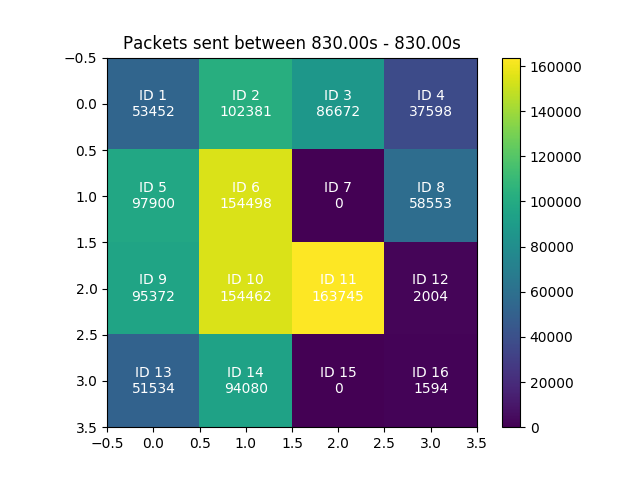 Packets sent between 830.00s - 830.00s
−0.5
0.0
0.5
1.0
1.5
2.0
2.5
3.0
3.5
ID 1
53452
ID 2
102381
ID 3
86672
ID 4
37598
ID 5
97900
ID 6
154498
ID 7
0
ID 8
58553
ID 9
95372
ID 10
154462
ID 11
163745
ID 12
2004
ID 13
51534
ID 14
94080
ID 15
0
ID 16
1594
−0.5
0.0
0.5
1.0
1.5
2.0
2.5
3.0
3.5
160000
140000
120000
100000
80000
60000
40000
20000
0